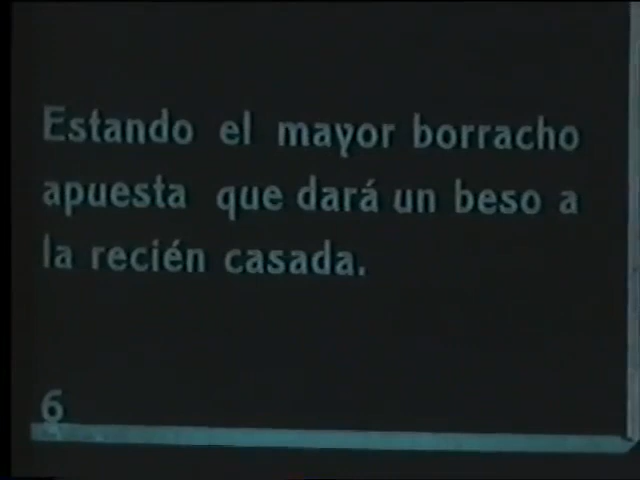 Estando el mayor borracho
apuesta que dará un beso a
la recién casada.
6